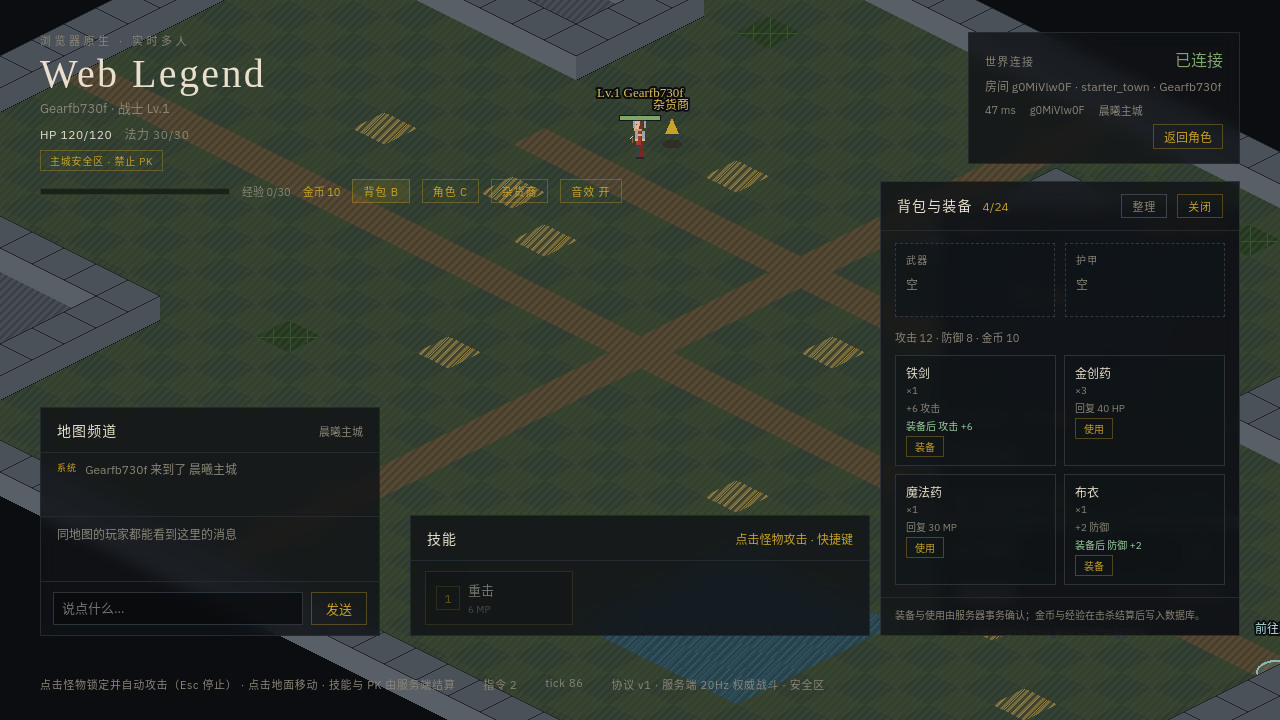 浏览器原生 · 实时多人
Web Legend
Gearfb730f · 战士 Lv.1
HP 120/120 法力 30/30
主城安全区 · 禁止 PK
经验 0/30 金币 10 背包 B 角色 C 杂货商 音效 开
Lv.1 Gearfb730f
杂货商
世界连接 已连接
房间 g0MiVlw0F · starter_town · Gearfb730f
47 ms g0MiVlw0F 晨曦主城
返回角色
背包与装备 4/24 整理 关闭
武器
空
护甲
空
攻击 12 · 防御 8 · 金币 10
铁剑
×1
+6 攻击
装备后 攻击 +6
装备
金创药
×3
回复 40 HP
使用
魔法药
×1
回复 30 MP
使用
布衣
×1
+2 防御
装备后 防御 +2
装备
装备与使用由服务器事务确认；金币与经验在击杀结算后写入数据库。
前往
地图频道 晨曦主城
系统 Gearfb730f 来到了 晨曦主城
同地图的玩家都能看到这里的消息
说点什么… 发送
技能 点击怪物攻击 · 快捷键
1 重击
6 MP
点击怪物锁定并自动攻击（Esc 停止） · 点击地面移动 · 技能与 PK 由服务端结算 指令 2 tick 86 协议 v1 · 服务端 20Hz 权威战斗 · 安全区